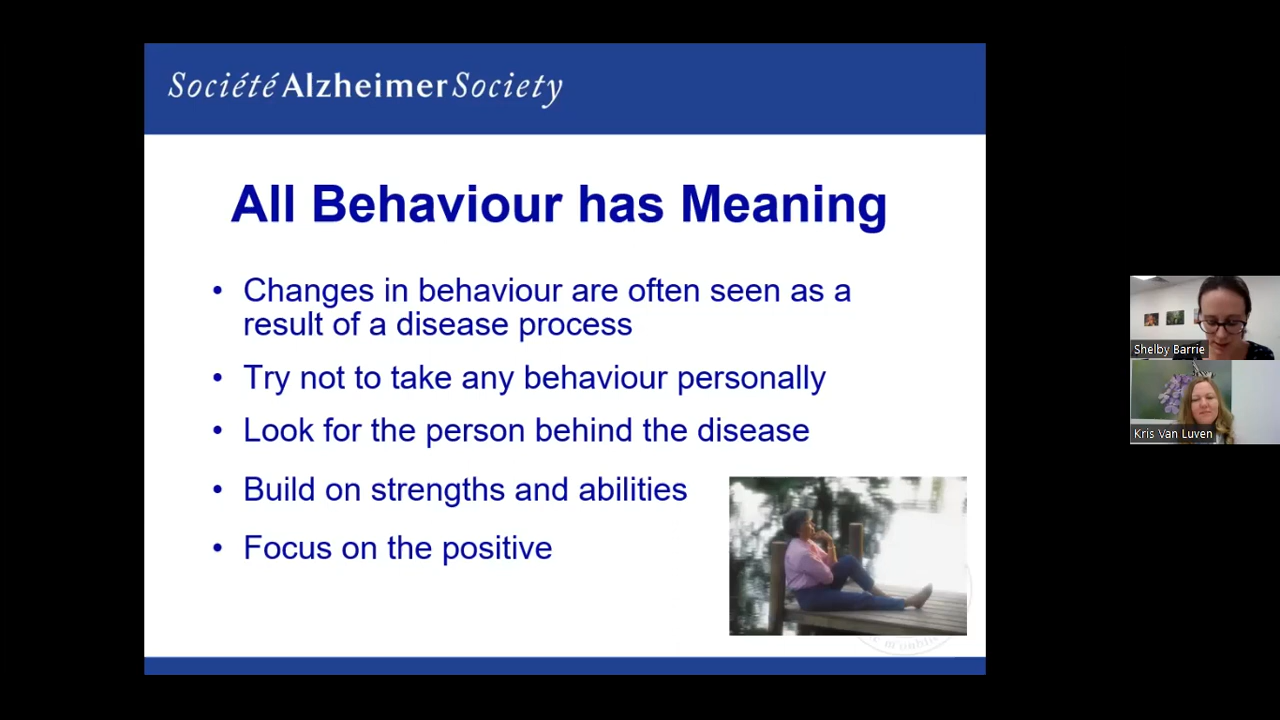 Société Alzheimer Society
All Behaviour has Meaning
• Changes in behaviour are often seen as a
result of a disease process
• Try not to take any behaviour personally
• Look for the person behind the disease
• Build on strengths and abilities
• Focus on the positive
Shelby Barrie
Kris Van Luven